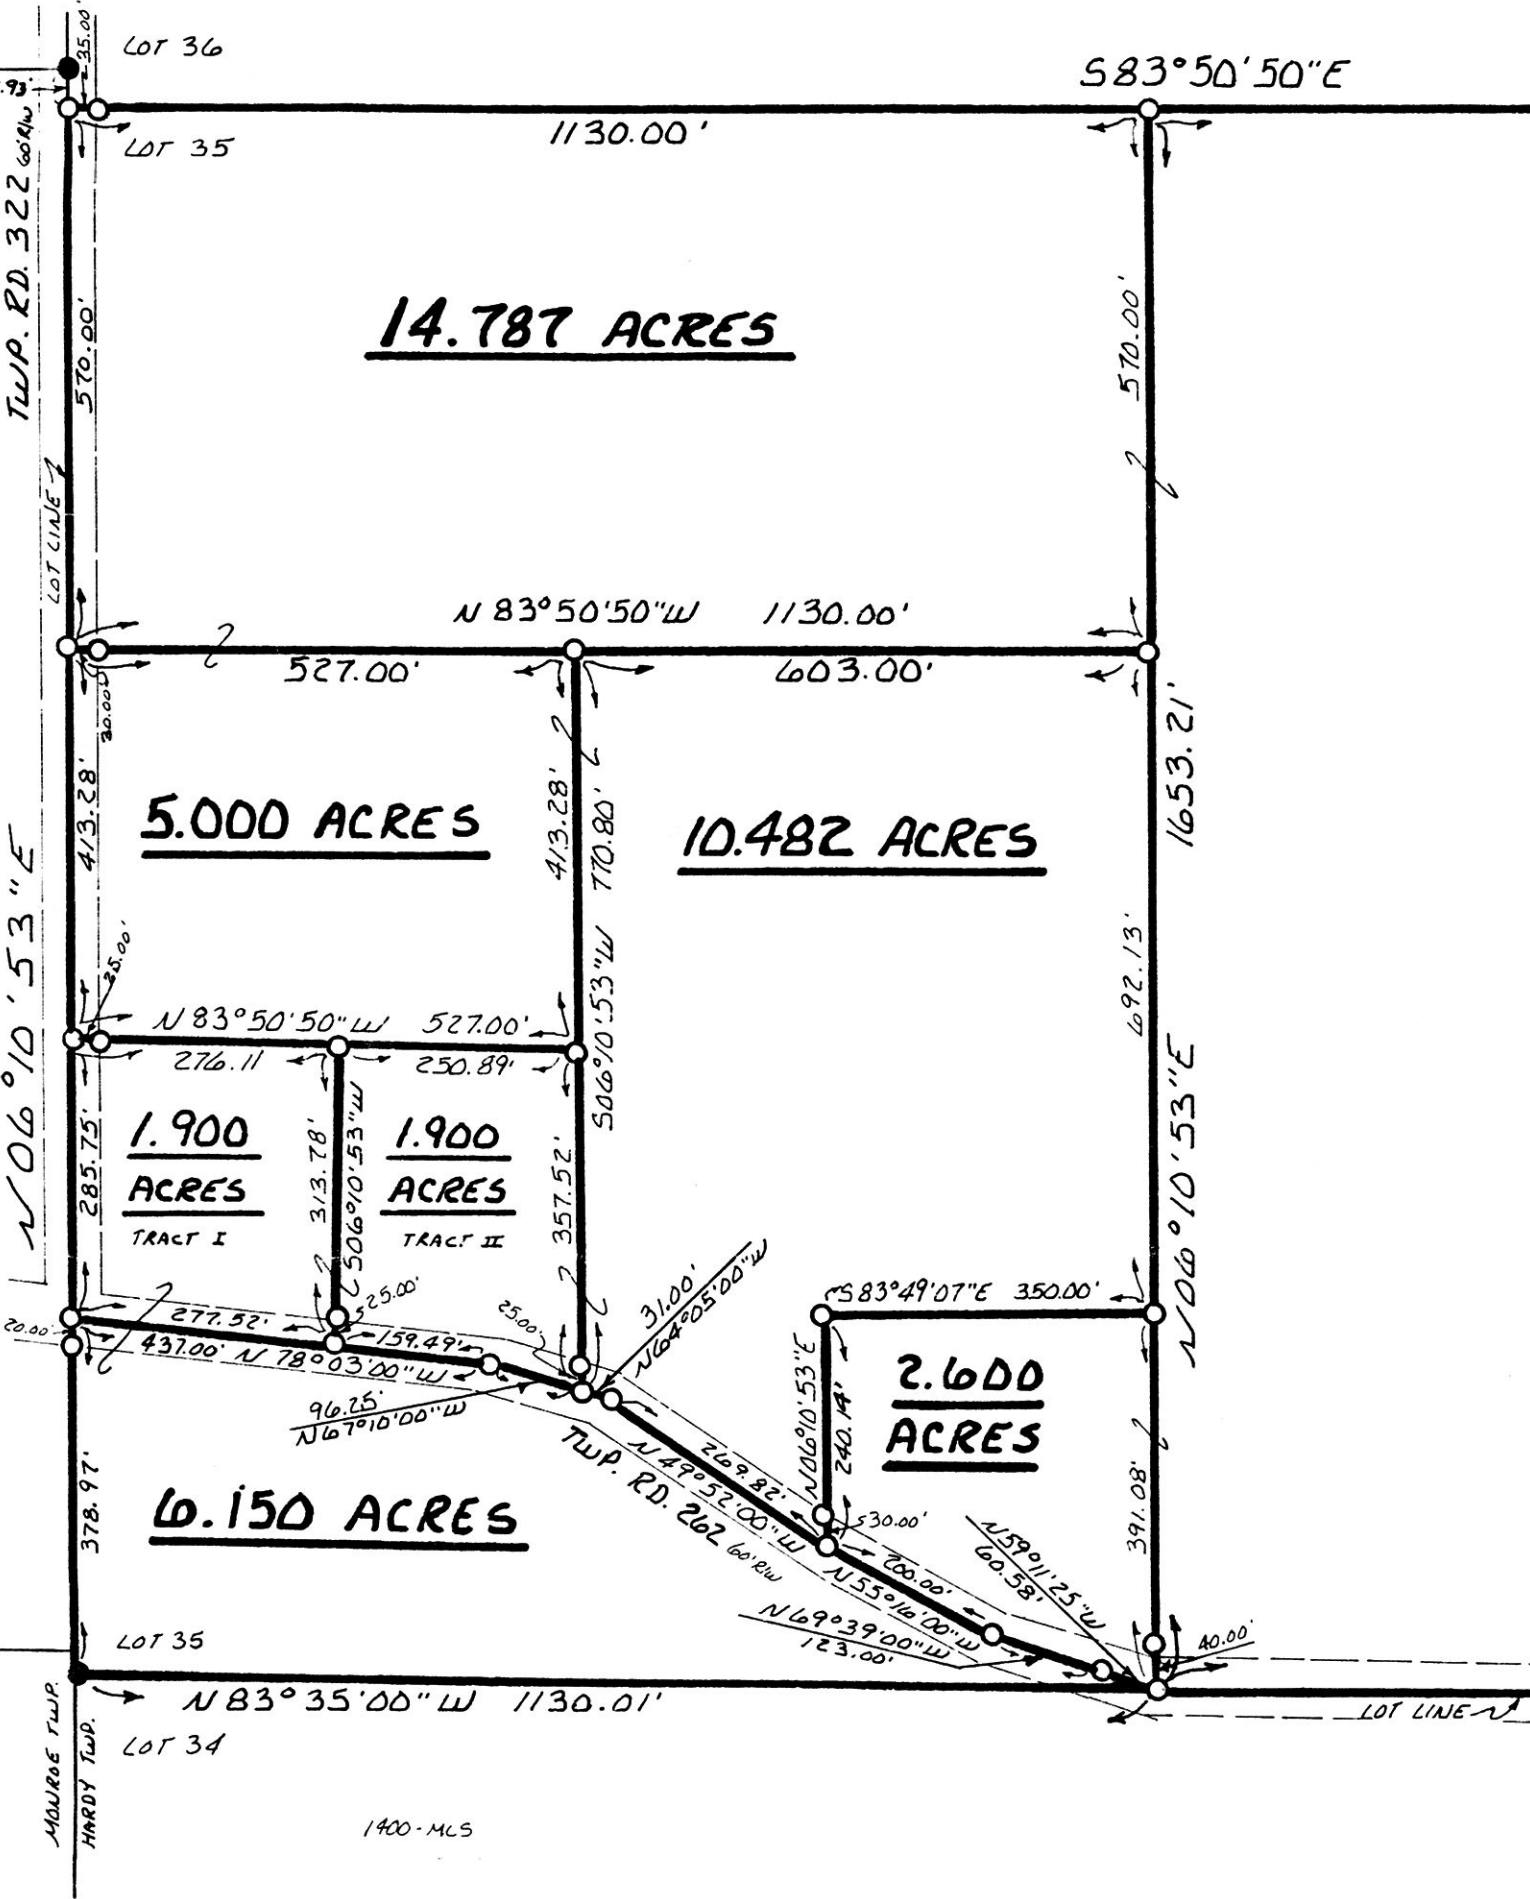 35.00'
LOT 36
S83°50'50"E
.93'
1130.00'
LOT 35
TWP. RD. 322 60'R/W
570.00'
14.787 ACRES
570.00'
LOT LINE
N 83°50'50"W 1130.00'
527.00'
603.00'
30.00'
413.28'
5.000 ACRES
413.28'
770.80'
10.482 ACRES
1653.21'
N06°10'53"E
35.00'
S06°10'53"W
692.13'
N 83°50'50"W 527.00'
276.11
250.89'
N06°10'53"E
285.75'
1.900
ACRES
TRACT I
313.78'
S06°10'53"W
1.900
ACRES
TRACT II
357.52'
31.00'
N64°05'00"W
S83°49'07"E 350.00'
25.00'
25.00'
20.00'
277.52'
159.49'
437.00' N 78°03'00"W
96.25'
N67°10'00"W
N06°10'53"E
240.14'
2.600
ACRES
391.08'
378.97'
6.150 ACRES
269.82'
N 49°52'00"W
TWP. RD. 262 60'R/W
30.00'
200.00'
N55°16'00"W
N59°11'25"W
60.58'
N69°39'00"W
123.00'
40.00'
LOT 35
N83°35'00"W 1130.01'
LOT LINE
LOT 34
MONROE TWP.
HARDY TWP.
1400-MLS